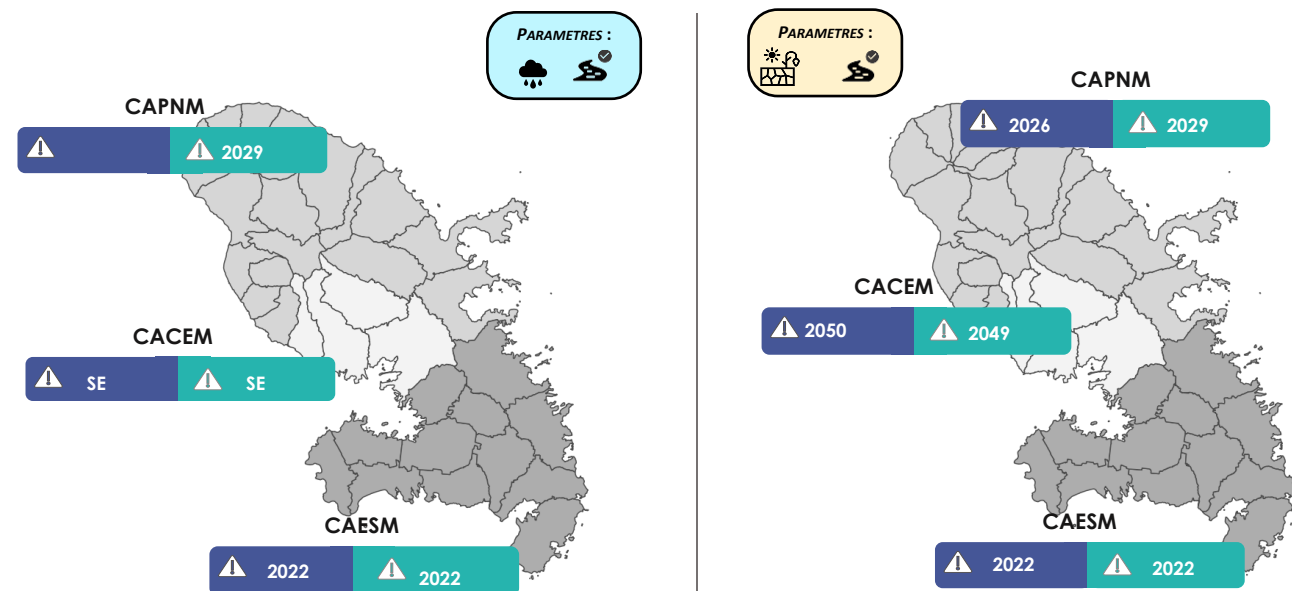 PARAMETRES :
CAPNM
2029
CACEM
SE SE
CAESM
2022 2022
PARAMETRES :
CAPNM
2026 2029
CACEM
2050 2049
CAESM
2022 2022